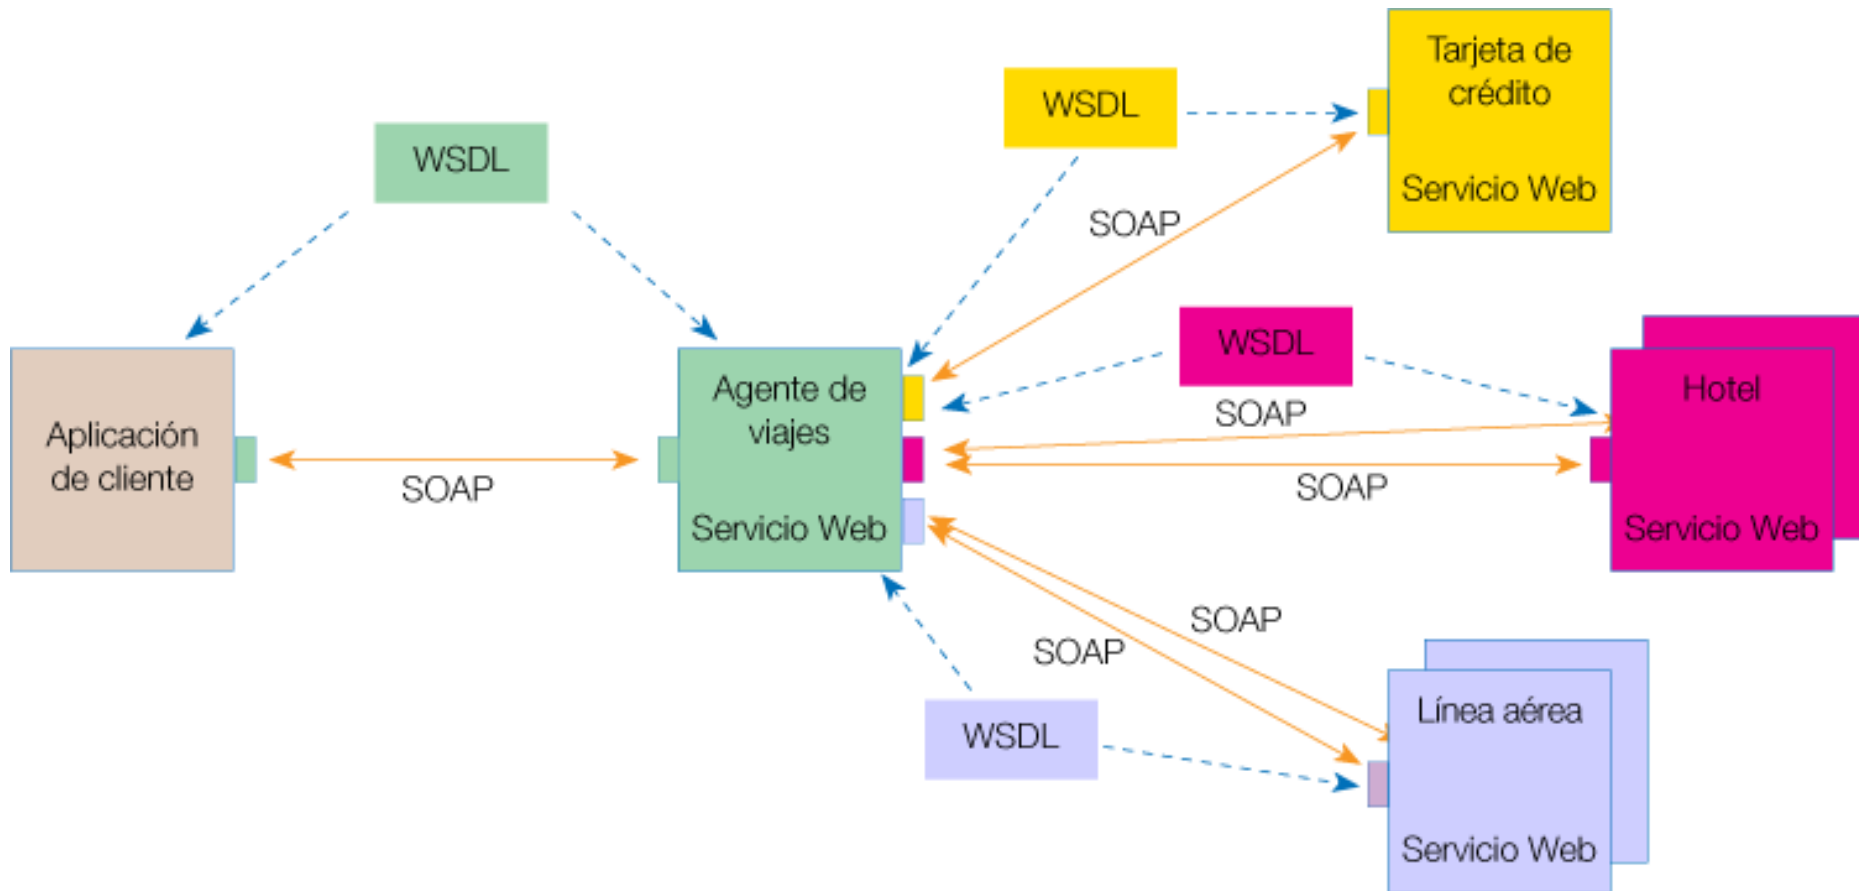 Tarjeta de
crédito
Servicio Web
WSDL
WSDL
SOAP
WSDL
Hotel
SOAP
Servicio Web
Agente de
viajes
Servicio Web
Aplicación
de cliente
SOAP
SOAP
SOAP
SOAP
WSDL
Línea aérea
Servicio Web